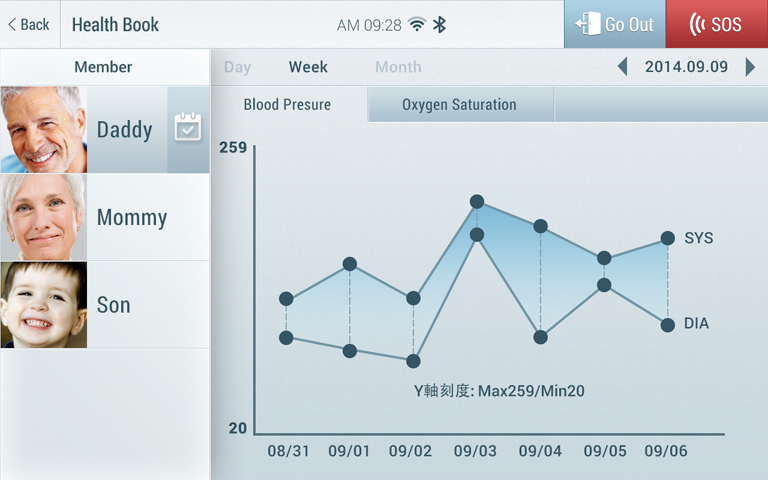 Back
Health Book
AM 09:28
Go Out
SOS
Member
Day
Week
Month
2014.09.09
Daddy
Mommy
Son
Blood Presure
Oxygen Saturation
259
SYS
DIA
Y軸刻度: Max259/Min20
20
08/31 09/01 09/02 09/03 09/04 09/05 09/06